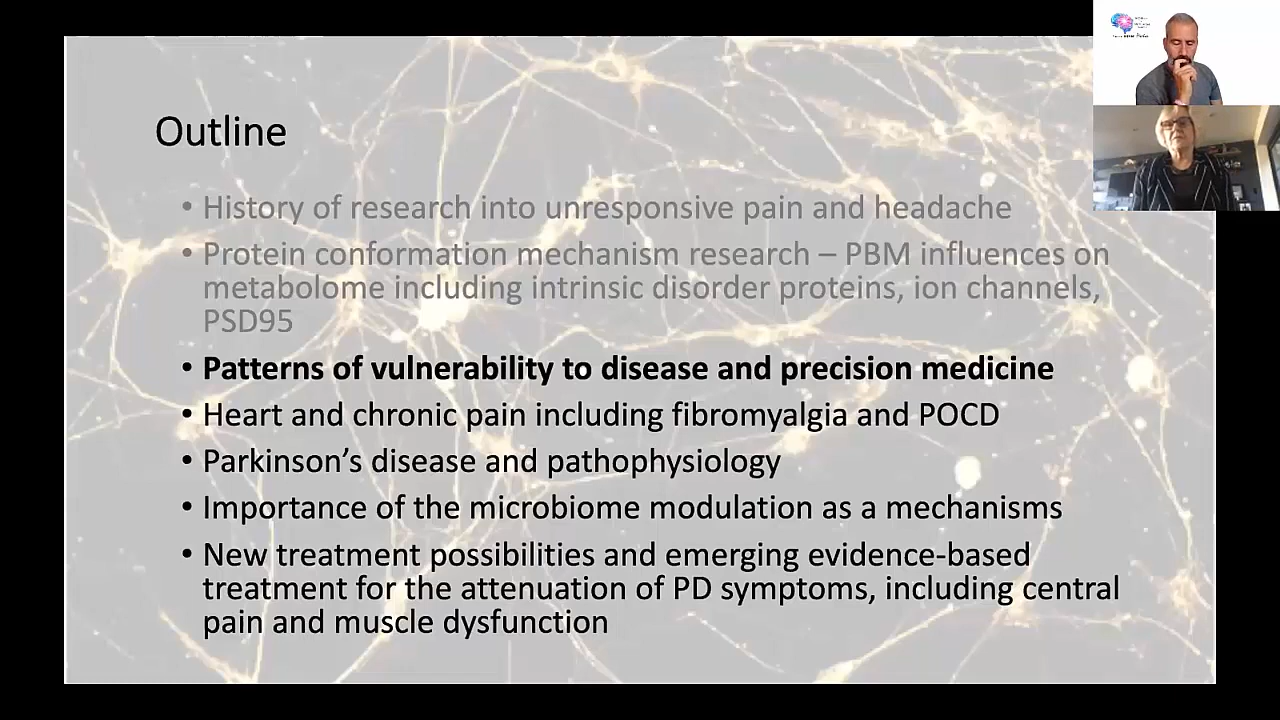 Outline
• History of research into unresponsive pain and headache
• Protein conformation mechanism research – PBM influences on
metabolome including intrinsic disorder proteins, ion channels,
PSD95
• Patterns of vulnerability to disease and precision medicine
• Heart and chronic pain including fibromyalgia and POCD
• Parkinson’s disease and pathophysiology
• Importance of the microbiome modulation as a mechanisms
• New treatment possibilities and emerging evidence-based
treatment for the attenuation of PD symptoms, including central
pain and muscle dysfunction